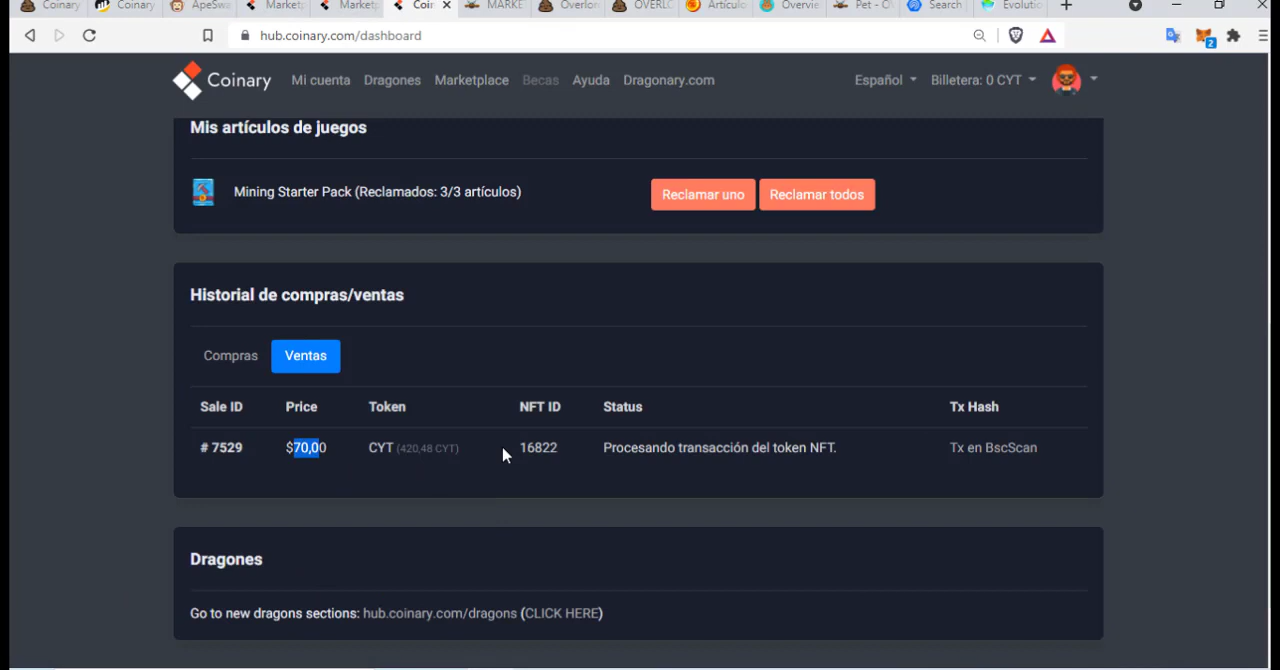 Coinary Coinary ApeSwa Marketp Marketp Coin MARKE Overlor OVERLO Artículo Overvie Pet - O Search Evolutio
hub.coinary.com/dashboard
2
Coinary Mi cuenta Dragones Marketplace Becas Ayuda Dragonary.com Español Billetera: 0 CYT
Mis artículos de juegos
Mining Starter Pack (Reclamados: 3/3 artículos) Reclamar uno Reclamar todos
Historial de compras/ventas
Compras Ventas
Sale ID Price Token NFT ID Status Tx Hash
# 7529 $70,00 CYT (420,48 CYT) 16822 Procesando transacción del token NFT. Tx en BscScan
Dragones
Go to new dragons sections: hub.coinary.com/dragons (CLICK HERE)